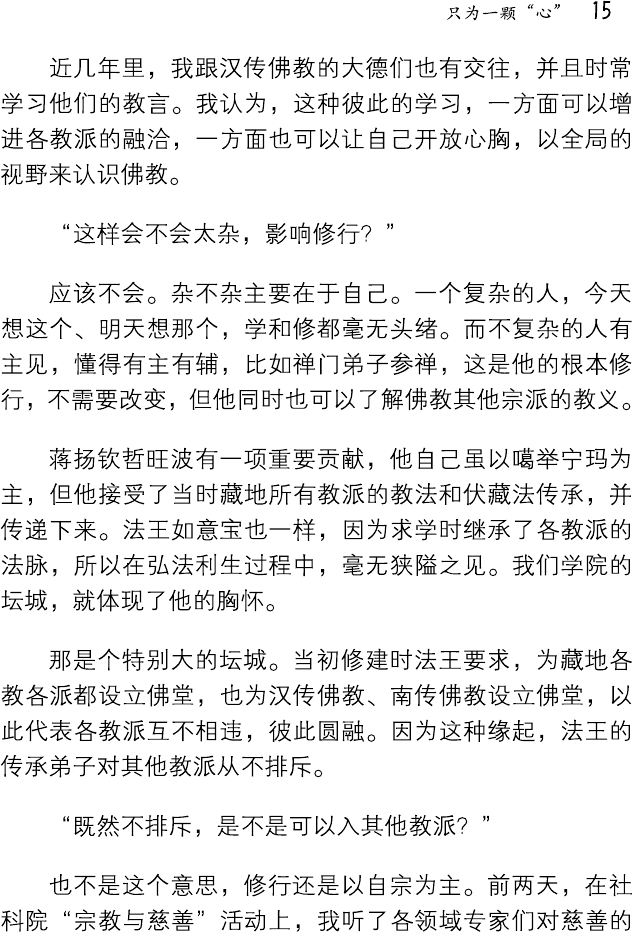 只为一颗“心” 15
近几年里，我跟汉传佛教的大德们也有交往，并且时常
学习他们的教言。我认为，这种彼此的学习，一方面可以增
进各教派的融洽，一方面也可以让自己开放心胸，以全局的
视野来认识佛教。
“这样会不会太杂，影响修行？”
应该不会。杂不杂主要在于自己。一个复杂的人，今天
想这个、明天想那个，学和修都毫无头绪。而不复杂的人有
主见，懂得有主有辅，比如禅门弟子参禅，这是他的根本修
行，不需要改变，但他同时也可以了解佛教其他宗派的教义。
蒋扬钦哲旺波有一项重要贡献，他自己虽以噶举宁玛为
主，但他接受了当时藏地所有教派的教法和伏藏法传承，并
传递下来。法王如意宝也一样，因为求学时继承了各教派的
法脉，所以在弘法利生过程中，毫无狭隘之见。我们学院的
坛城，就体现了他的胸怀。
那是个特别大的坛城。当初修建时法王要求，为藏地各
教各派都设立佛堂，也为汉传佛教、南传佛教设立佛堂，以
此代表各教派互不相违，彼此圆融。因为这种缘起，法王的
传承弟子对其他教派从不排斥。
“既然不排斥，是不是可以入其他教派？”
也不是这个意思，修行还是以自宗为主。前两天，在社
科院“宗教与慈善”活动上，我听了各领域专家们对慈善的